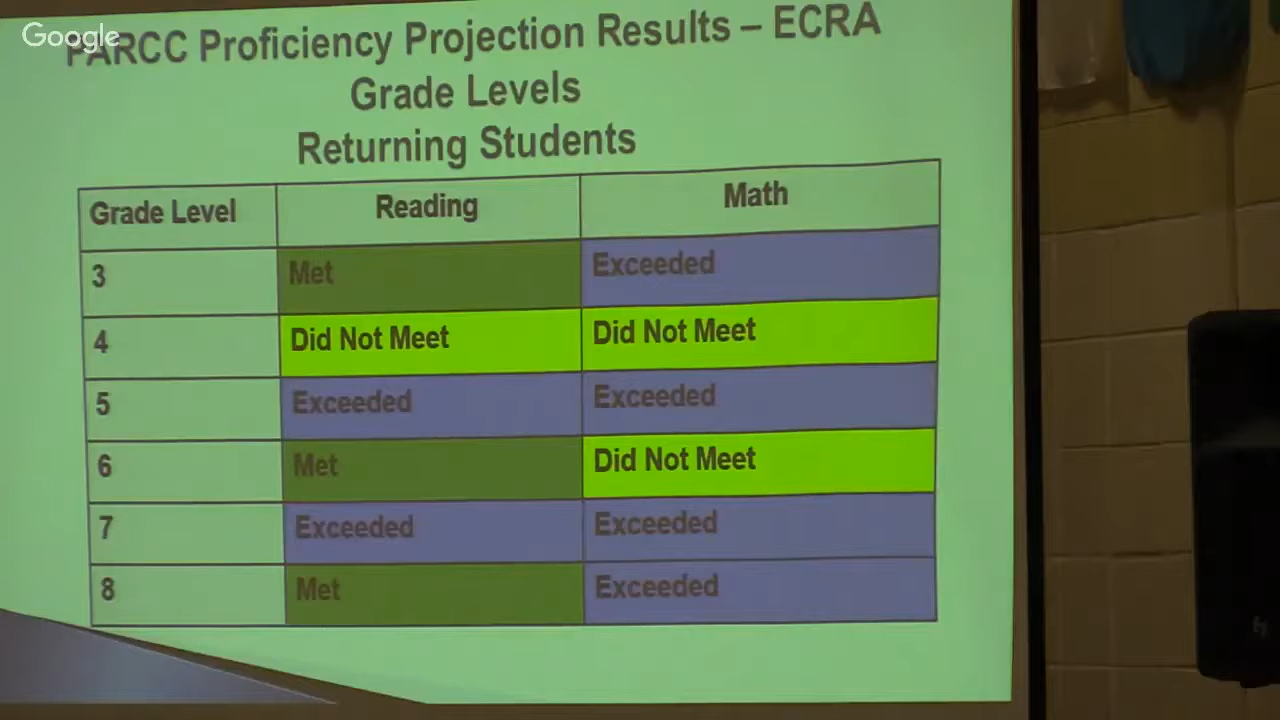 Google
PARCC Proficiency Projection Results – ECRA
Grade Levels
Returning Students
Grade Level Reading Math
3 Met Exceeded
4 Did Not Meet Did Not Meet
5 Exceeded Exceeded
6 Met Did Not Meet
7 Exceeded Exceeded
8 Met Exceeded